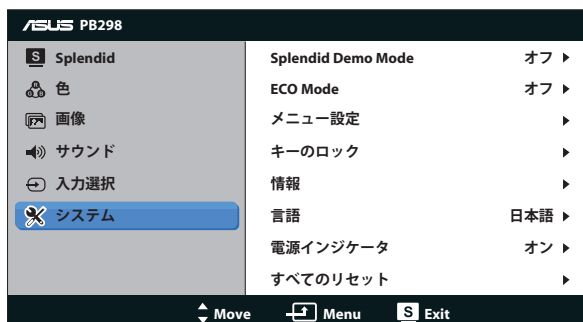 ASUS PB298
S Splendid
色
画像
サウンド
入力選択
システム
Splendid Demo Mode オフ
ECO Mode オフ
メニュー設定
キーのロック
情報
言語 日本語
電源インジケータ オン
すべてのリセット
Move Menu S Exit